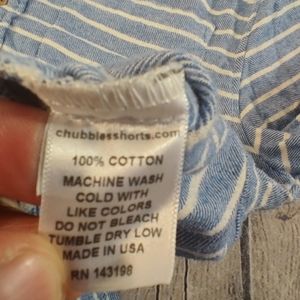 chubbiesshorts.com
100% COTTON
MACHINE WASH
COLD WITH
LIKE COLORS
DO NOT BLEACH
TUMBLE DRY LOW
MADE IN USA
RN 143198